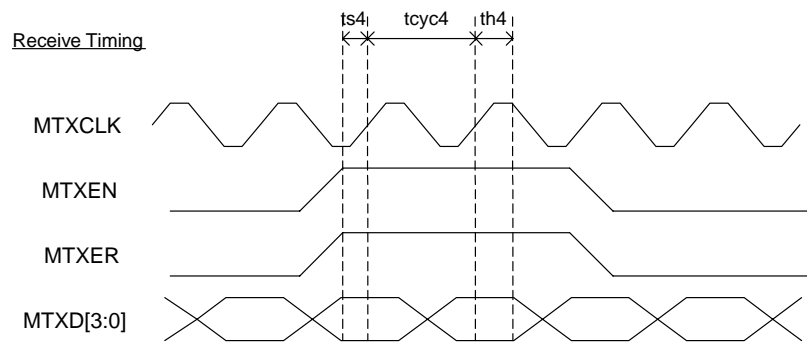 ts4 tcyc4 th4
Receive Timing
MTXCLK
MTXEN
MTXER
MTXD[3:0]